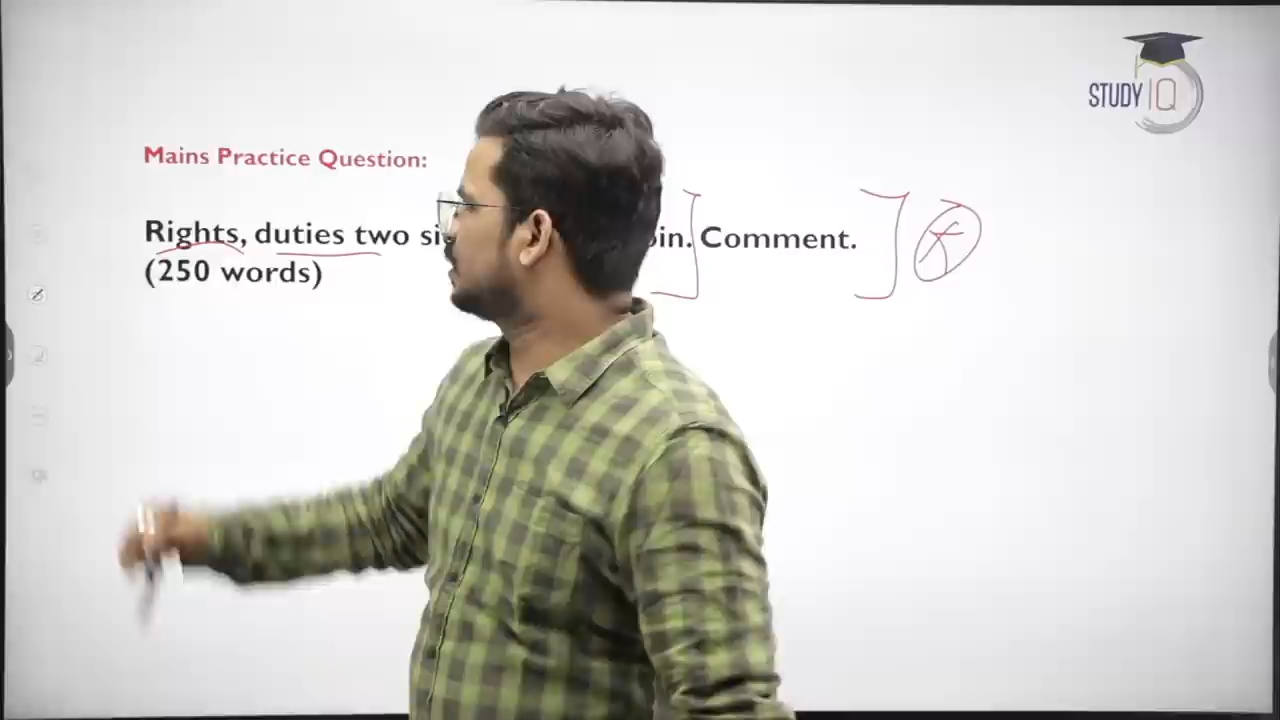 STUDY IQ
Mains Practice Question:
Rights, duties two Comment.
(250 words)